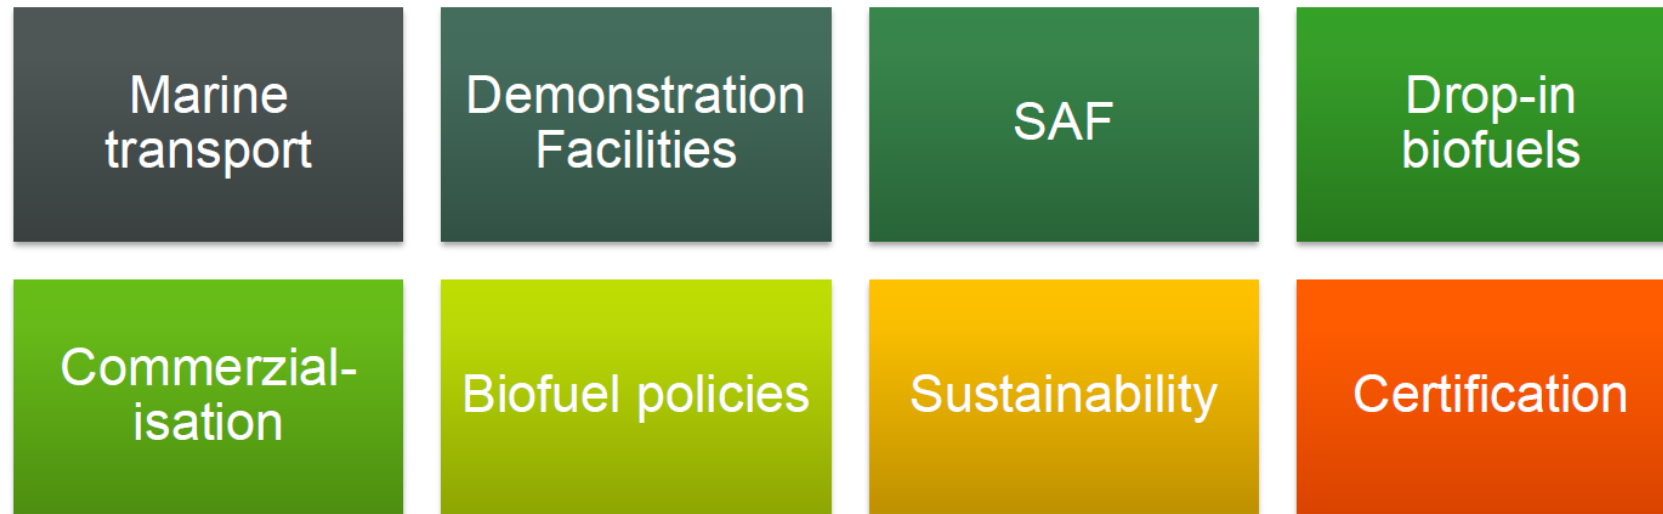 Marine
transport
Demonstration
Facilities
SAF
Drop-in
biofuels
Commerzial-
isation
Biofuel policies
Sustainability
Certification